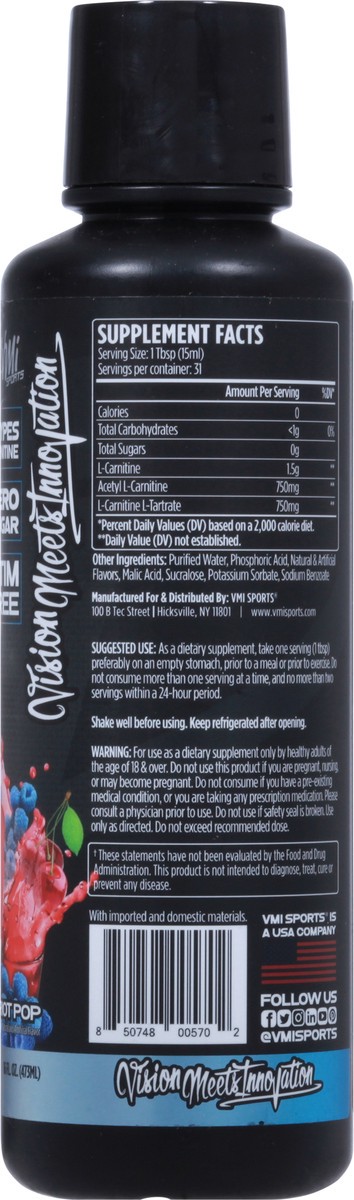 SPORTS
Vision Meets Innovation
SUPPLEMENT FACTS
Serving Size: 1 Tbsp (15ml)
Servings per container: 31
Amount Per Serving %DV*
Calories 0
Total Carbohydrates <1g 0%
Total Sugars 0g
L-Carnitine 1.5g **
Acetyl L-Carnitine 750mg **
L-Carnitine L-Tartrate 750mg **
*Percent Daily Values (DV) based on a 2,000 calorie diet.
**Daily Value (DV) not established.
Other Ingredients: Purified Water, Phosphoric Acid, Natural & Artificial
Flavors, Malic Acid, Sucralose, Potassium Sorbate, Sodium Benzoate
Manufactured For & Distributed By: VMI SPORTS®
100 B Tec Street | Hicksville, NY 11801 | www.vmisports.com
SUGGESTED USE: As a dietary supplement, take one serving (1 tbsp)
preferably on an empty stomach, prior to a meal or prior to exercise. Do
not consume more than one serving at a time, and no more than two
servings within a 24-hour period.
Shake well before using. Keep refrigerated after opening.
WARNING: For use as a dietary supplement only by healthy adults of
the age of 18 & over. Do not use this product if you are pregnant, nursing,
or may become pregnant. Do not consume if you have a pre-existing
medical condition, or you are taking any prescription medication. Please
consult a physician prior to use. Do not use if safety seal is broken. Use
only as directed. Do not exceed recommended dose.
† These statements have not been evaluated by the Food and Drug
Administration. This product is not intended to diagnose, treat, cure or
prevent any disease.
With imported and domestic materials.
8 50748 00570 2
VMI SPORTS® IS
A USA COMPANY
FOLLOW US
@VMISPORTS
OT POP
16 FL. OZ. (473ML)
Vision Meets Innovation